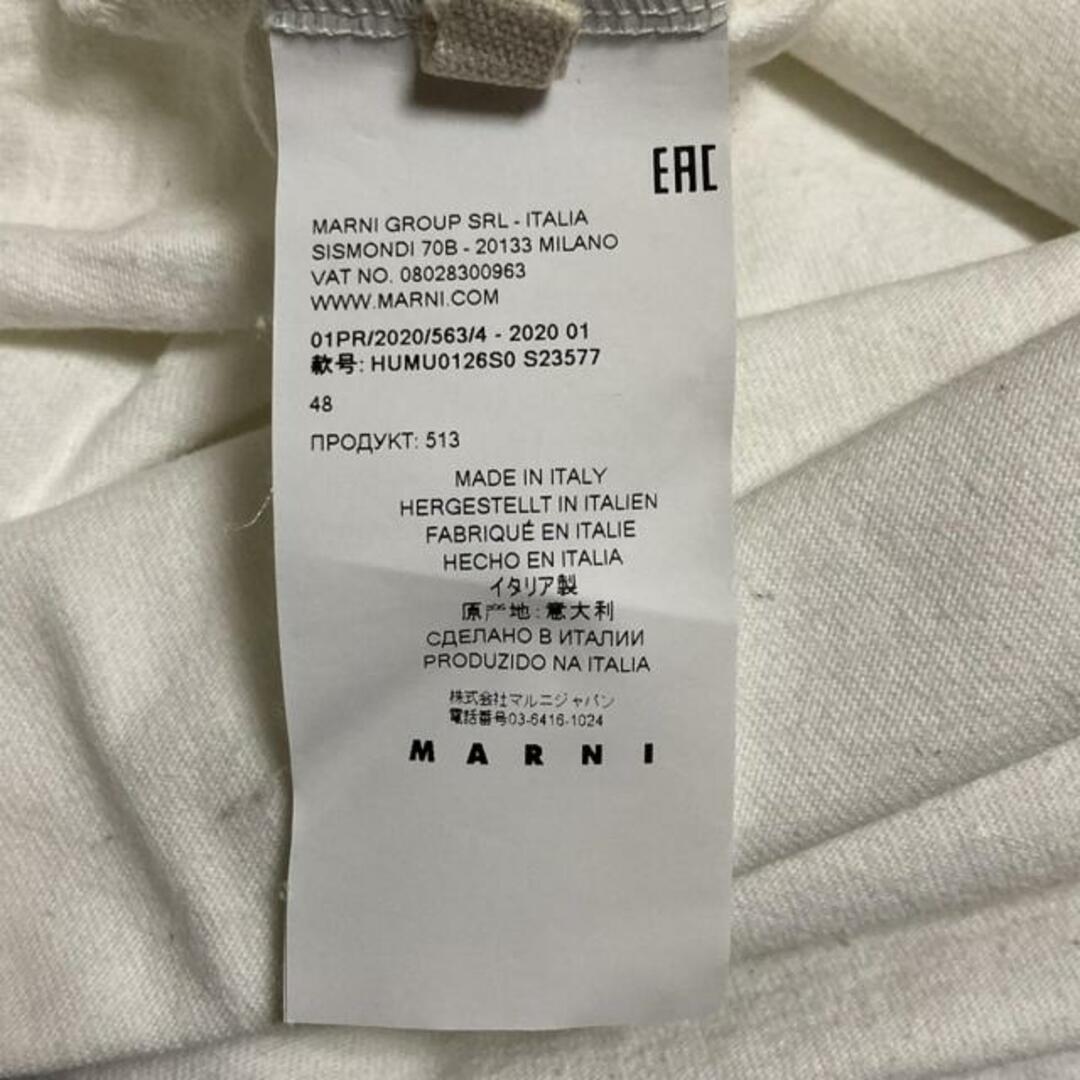 EAC
MARNI GROUP SRL - ITALIA
SISMONDI 70B - 20133 MILANO
VAT NO. 08028300963
WWW.MARNI.COM
01PR/2020/563/4 - 2020 01
款号: HUMU0126S0 S23577
48
ПРОДУКТ: 513
MADE IN ITALY
HERGESTELLT IN ITALIEN
FABRIQUÉ EN ITALIE
HECHO EN ITALIA
イタリア製
原产地:意大利
СДЕЛАНО В ИТАЛИИ
PRODUZIDO NA ITALIA
株式会社マルニジャパン
電話番号03-6416-1024
MARNI